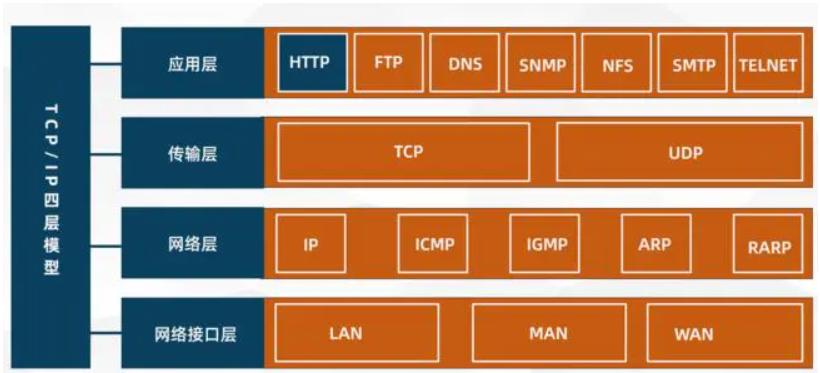 TCP/IP四层模型
应用层 HTTP FTP DNS SNMP NFS SMTP TELNET
传输层 TCP UDP
网络层 IP ICMP IGMP ARP RARP
网络接口层 LAN MAN WAN